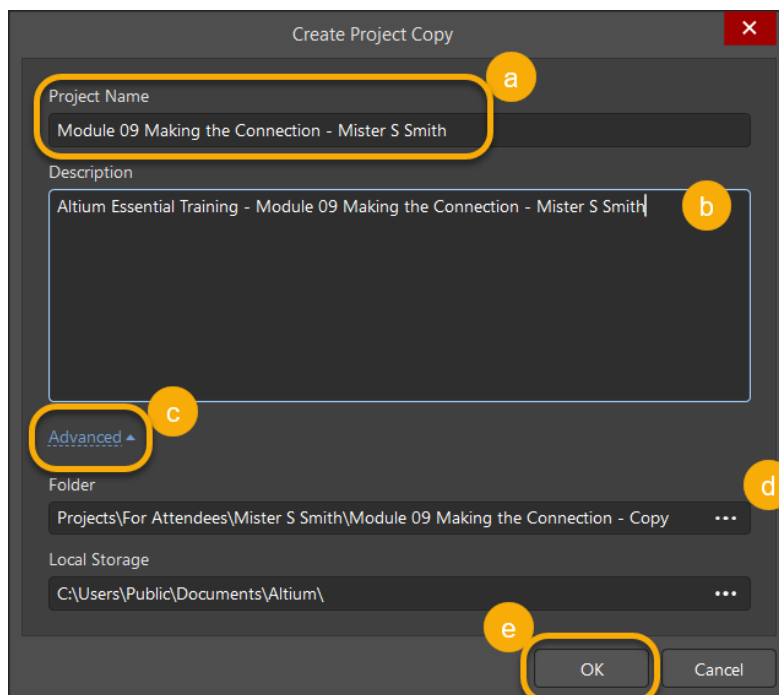 Create Project Copy
a
Project Name
Module 09 Making the Connection - Mister S Smith
Description
Altium Essential Training - Module 09 Making the Connection - Mister S Smith
b
c
Advanced
Folder
d
Projects\For Attendees\Mister S Smith\Module 09 Making the Connection - Copy
Local Storage
C:\Users\Public\Documents\Altium\
e
OK
Cancel